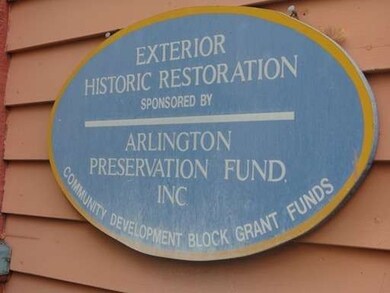 EXTERIOR
HISTORIC RESTORATION
SPONSORED BY
ARLINGTON
PRESERVATION FUND,
INC
COMMUNITY DEVELOPMENT BLOCK GRANT FUNDS